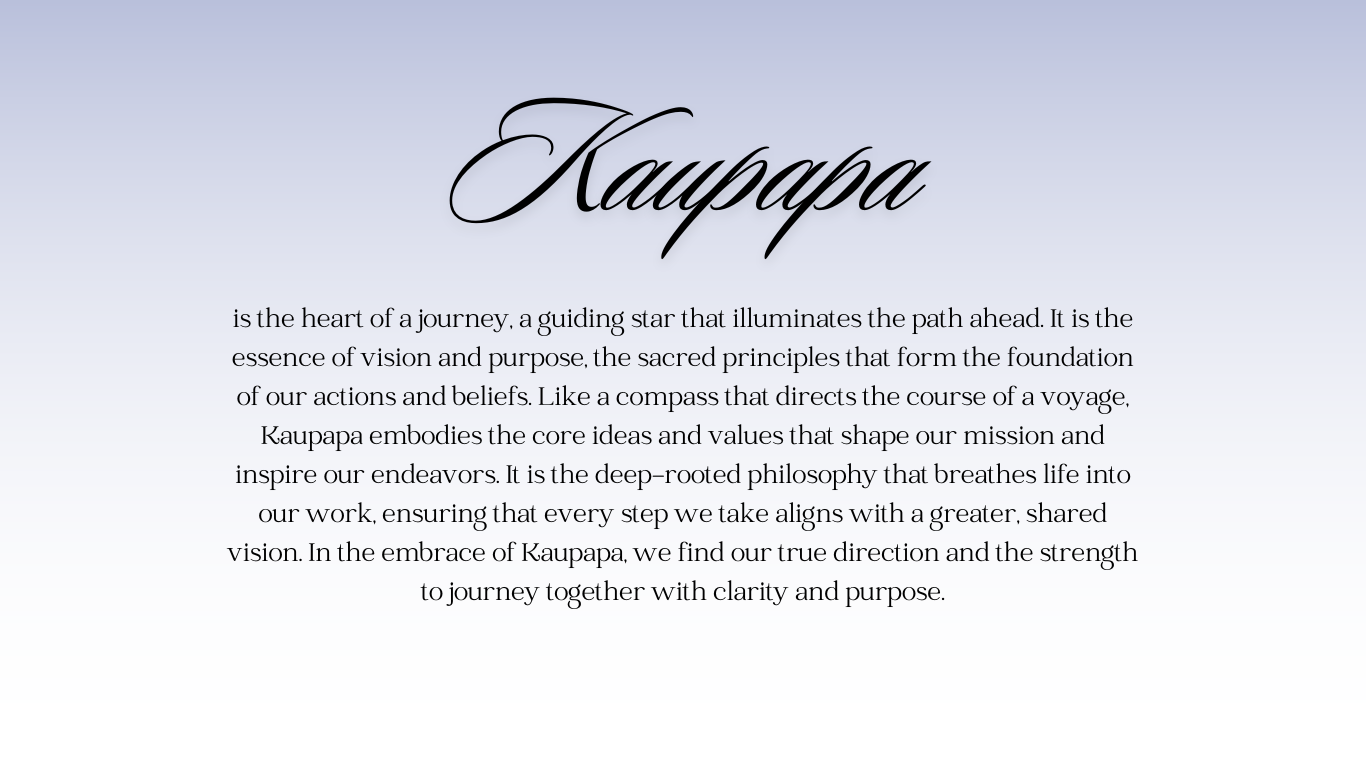 Kaupapa
is the heart of a journey, a guiding star that illuminates the path ahead. It is the
essence of vision and purpose, the sacred principles that form the foundation
of our actions and beliefs. Like a compass that directs the course of a voyage,
Kaupapa embodies the core ideas and values that shape our mission and
inspire our endeavors. It is the deep-rooted philosophy that breathes life into
our work, ensuring that every step we take aligns with a greater, shared
vision. In the embrace of Kaupapa, we find our true direction and the strength
to journey together with clarity and purpose.